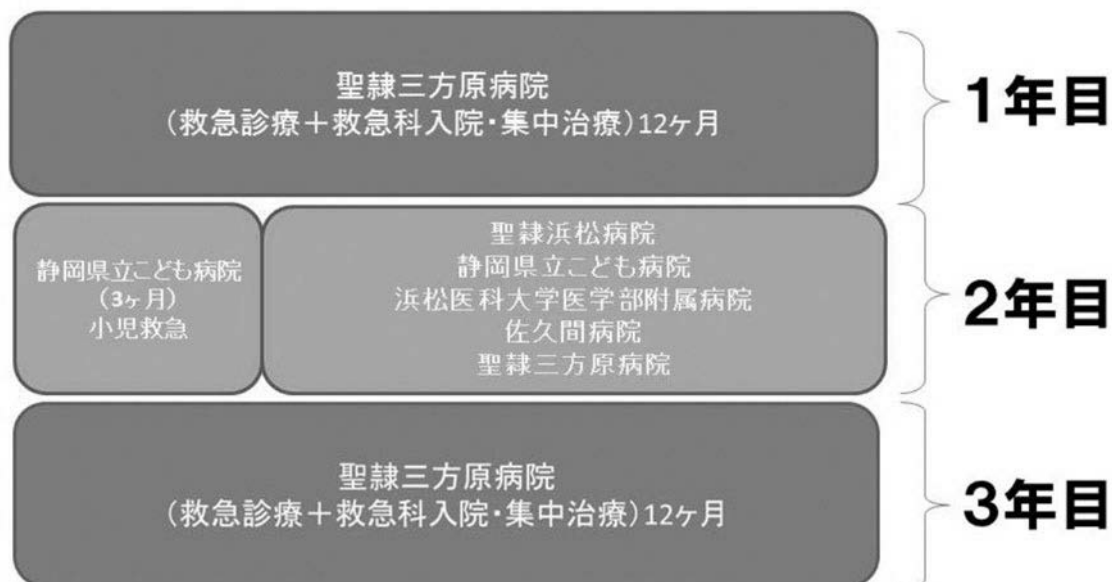 聖隷三方原病院
（救急診療＋救急科入院・集中治療）12ヶ月
1年目
静岡県立こども病院
（3ヶ月）
小児救急
聖隷浜松病院
静岡県立こども病院
浜松医科大学医学部附属病院
佐久間病院
聖隷三方原病院
2年目
聖隷三方原病院
（救急診療＋救急科入院・集中治療）12ヶ月
3年目